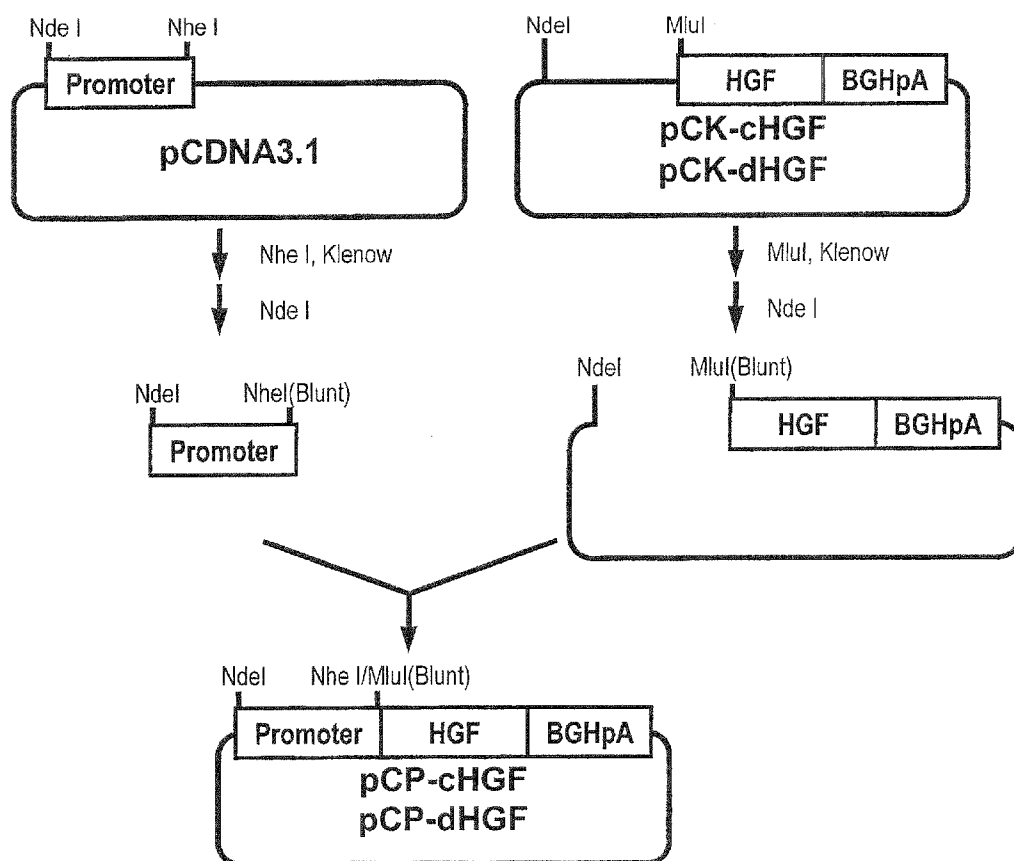 Nde I
Nhe I
Promoter
pCDNA3.1
NdeI
MluI
HGF
BGHpA
pCK-cHGF
pCK-dHGF
Nhe I, Klenow
Nde I
MluI, Klenow
Nde I
NdeI
NheI(Blunt)
Promoter
NdeI
MluI(Blunt)
HGF
BGHpA
NdeI
Nhe I/MluI(Blunt)
Promoter
HGF
BGHpA
pCP-cHGF
pCP-dHGF